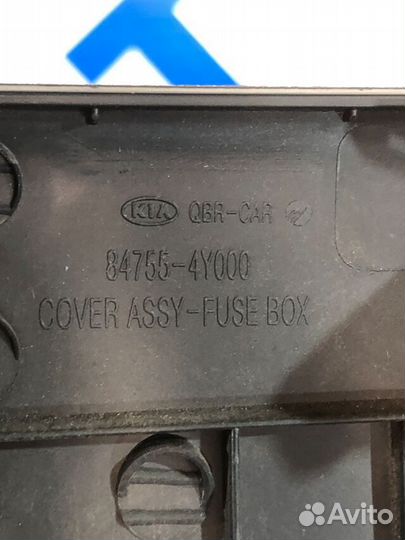 KIA QBR-CAR
84755-4Y000
COVER ASSY-FUSE BOX
Avito